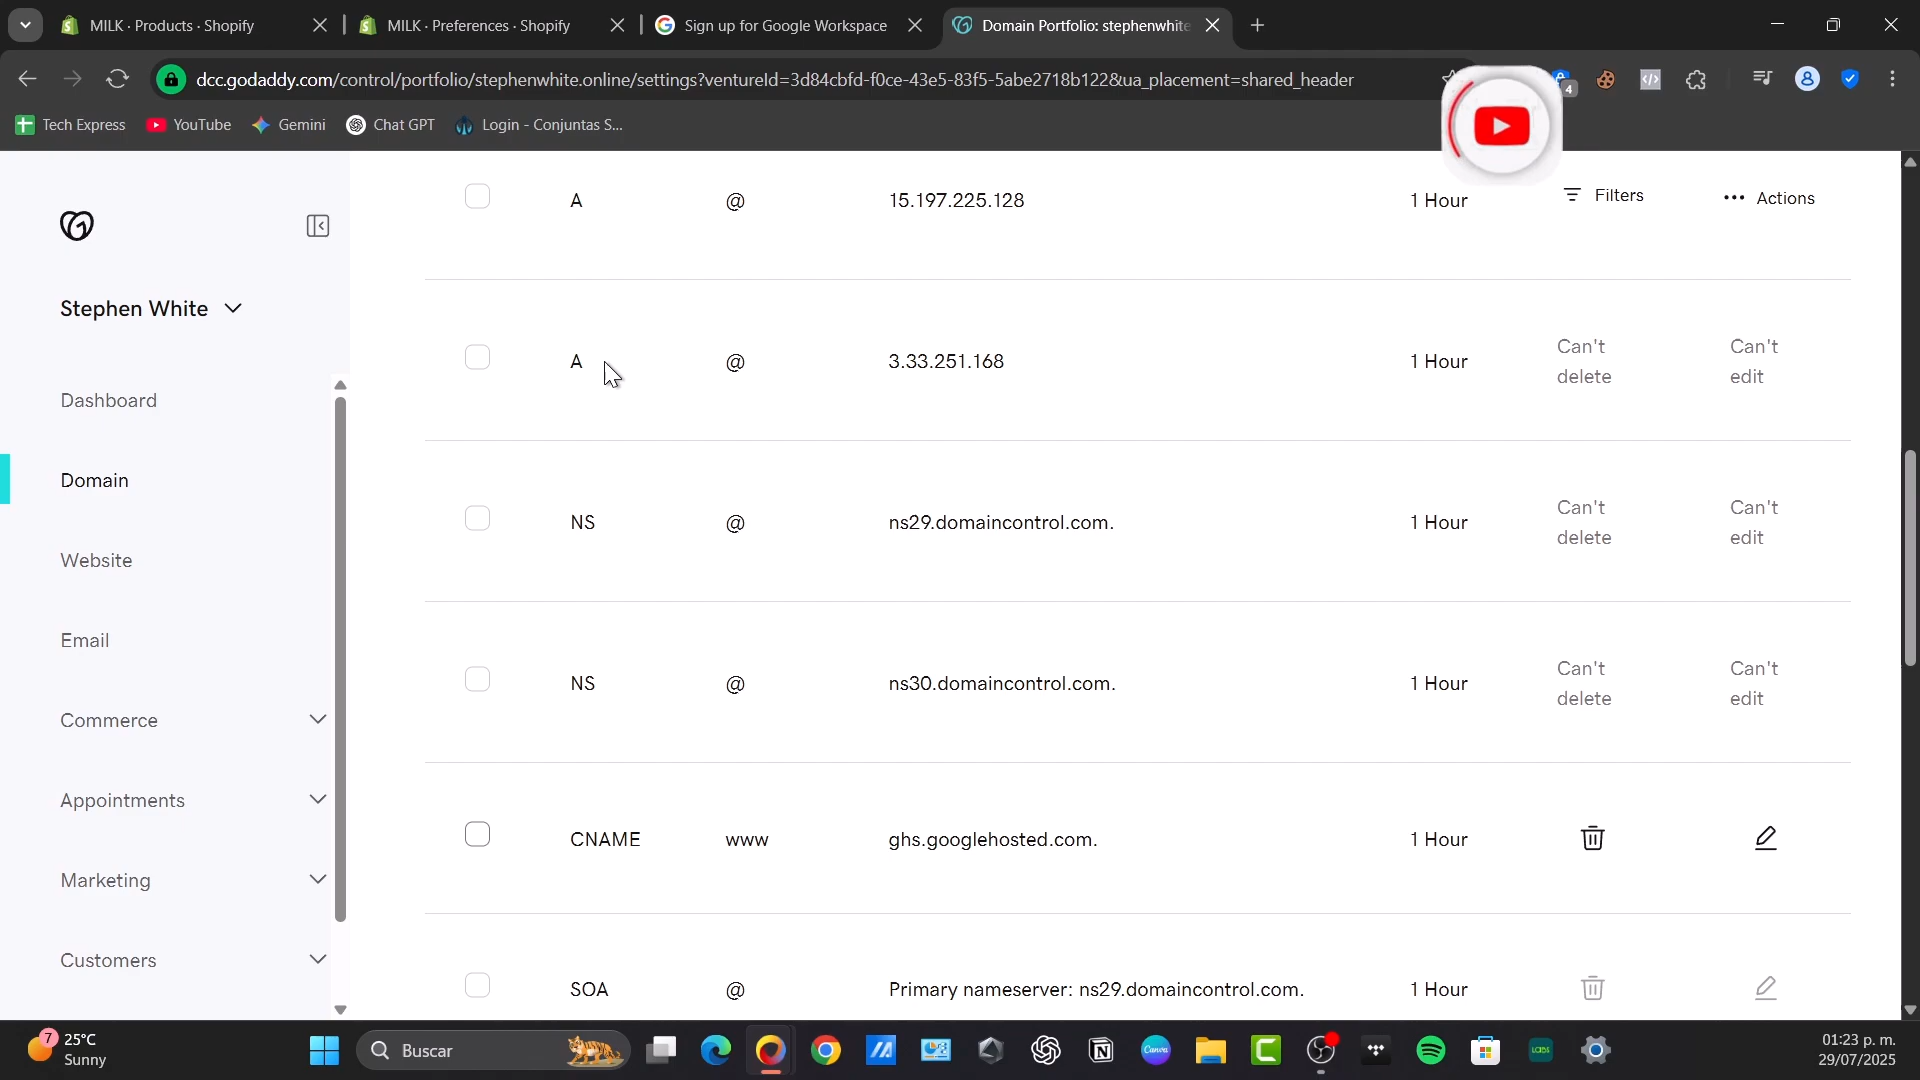 MILK · Products · Shopify
MILK · Preferences · Shopify
Sign up for Google Workspace
Domain Portfolio: stephenwhite
dcc.godaddy.com/control/portfolio/stephenwhite.online/settings?ventureId=3d84cbfd-f0ce-43e5-83f5-5abe2718b122&ua_placement=shared_header
4
Tech Express
YouTube
Gemini
Chat GPT
Login - Conjuntas S...
Stephen White
Dashboard
Domain
Website
Email
Commerce
Appointments
Marketing
Customers
A @ 15.197.225.128 1 Hour
Filters
Actions
A @ 3.33.251.168 1 Hour Can't delete Can't edit
NS @ ns29.domaincontrol.com. 1 Hour Can't delete Can't edit
NS @ ns30.domaincontrol.com. 1 Hour Can't delete Can't edit
CNAME www ghs.googlehosted.com. 1 Hour
SOA @ Primary nameserver: ns29.domaincontrol.com. 1 Hour
7
25°C
Sunny
Buscar
Canva
LABS
01:23 p. m.
29/07/2025